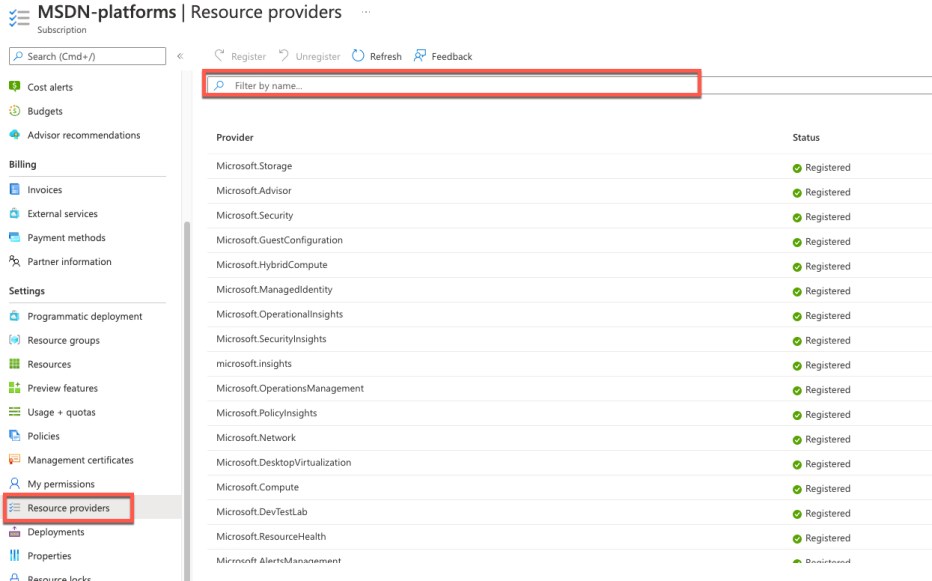 MSDN-platforms | Resource providers ...
Subscription
Search (Cmd+/)
«
Register
Unregister
Refresh
Feedback
Filter by name...
Cost alerts
Budgets
Advisor recommendations
Billing
Invoices
External services
Payment methods
Partner information
Settings
Programmatic deployment
Resource groups
Resources
Preview features
Usage + quotas
Policies
Management certificates
My permissions
Resource providers
Deployments
Properties
Resource locks
Provider Status
Microsoft.Storage Registered
Microsoft.Advisor Registered
Microsoft.Security Registered
Microsoft.GuestConfiguration Registered
Microsoft.HybridCompute Registered
Microsoft.ManagedIdentity Registered
Microsoft.OperationalInsights Registered
Microsoft.SecurityInsights Registered
microsoft.insights Registered
Microsoft.OperationsManagement Registered
Microsoft.PolicyInsights Registered
Microsoft.Network Registered
Microsoft.DesktopVirtualization Registered
Microsoft.Compute Registered
Microsoft.DevTestLab Registered
Microsoft.ResourceHealth Registered
Microsoft.AlertsManagement Registered